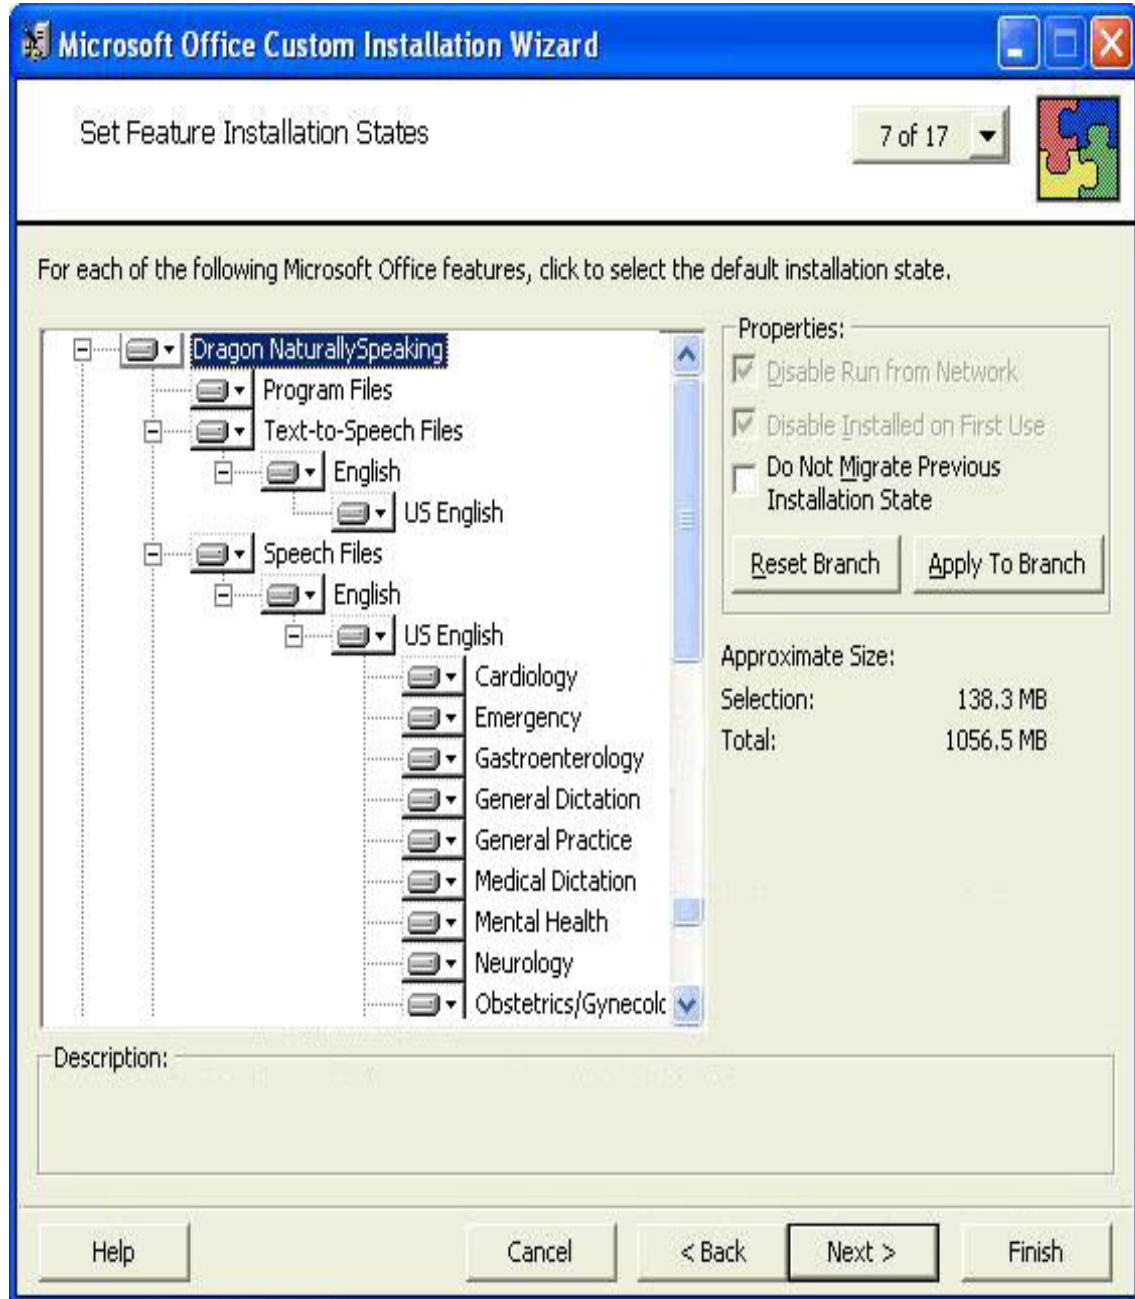 Microsoft Office Custom Installation Wizard
Set Feature Installation States
7 of 17
For each of the following Microsoft Office features, click to select the default installation state.
Dragon NaturallySpeaking
Program Files
Text-to-Speech Files
English
US English
Speech Files
English
US English
Cardiology
Emergency
Gastroenterology
General Dictation
General Practice
Medical Dictation
Mental Health
Neurology
Obstetrics/Gynecolo
Properties:
Disable Run from Network
Disable Installed on First Use
Do Not Migrate Previous
Installation State
Reset Branch
Apply To Branch
Approximate Size:
Selection: 138.3 MB
Total: 1056.5 MB
Description:
Help
Cancel
< Back
Next >
Finish